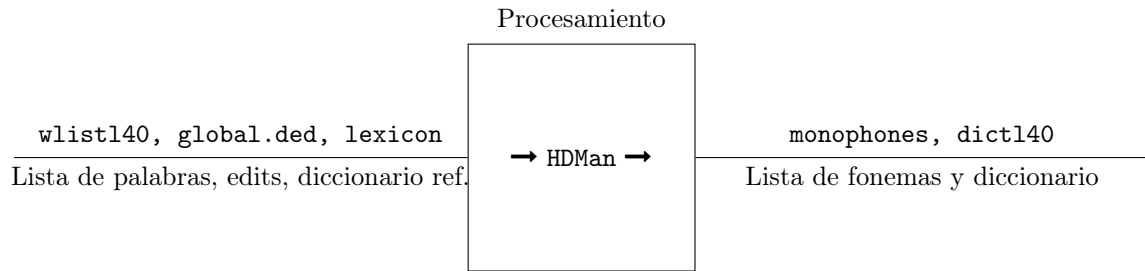 Procesamiento
wlistl40, global.ded, lexicon
Lista de palabras, edits, diccionario ref.
→ HDMan →
monophones, dictl40
Lista de fonemas y diccionario